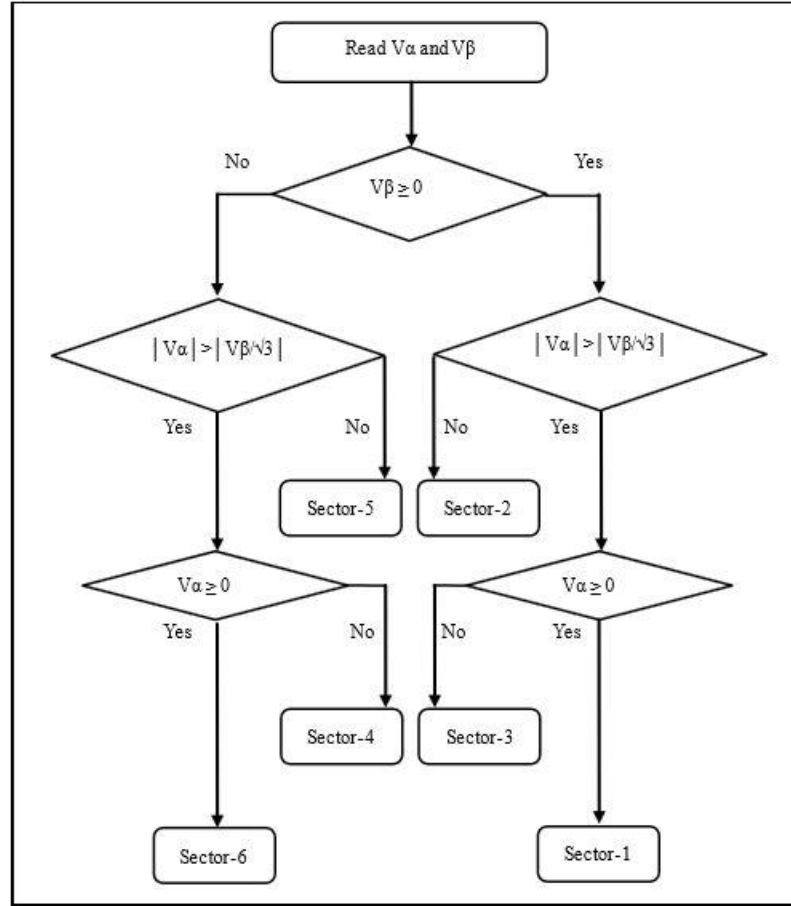 Read Vα and Vβ
No
Yes
Vβ ≥ 0
| Vα | > | Vβ/√3 |
| Vα | > | Vβ/√3 |
Yes
No
No
Yes
Sector-5
Sector-2
Vα ≥ 0
Vα ≥ 0
Yes
No
No
Yes
Sector-4
Sector-3
Sector-6
Sector-1